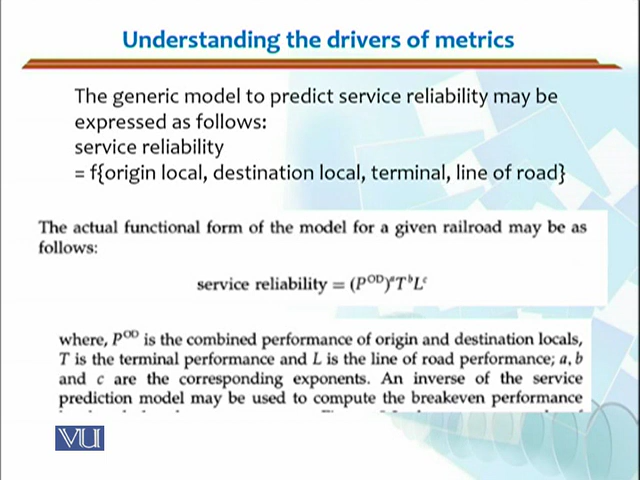 Understanding the drivers of metrics
The generic model to predict service reliability may be
expressed as follows:
service reliability
= f{origin local, destination local, terminal, line of road}
The actual functional form of the model for a given railroad may be as
follows:
service reliability = (Pᴼᴰ)ᵃTᵇLᶜ
where, Pᴼᴰ is the combined performance of origin and destination locals,
T is the terminal performance and L is the line of road performance; a, b
and c are the corresponding exponents. An inverse of the service
prediction model may be used to compute the breakeven performance
VU